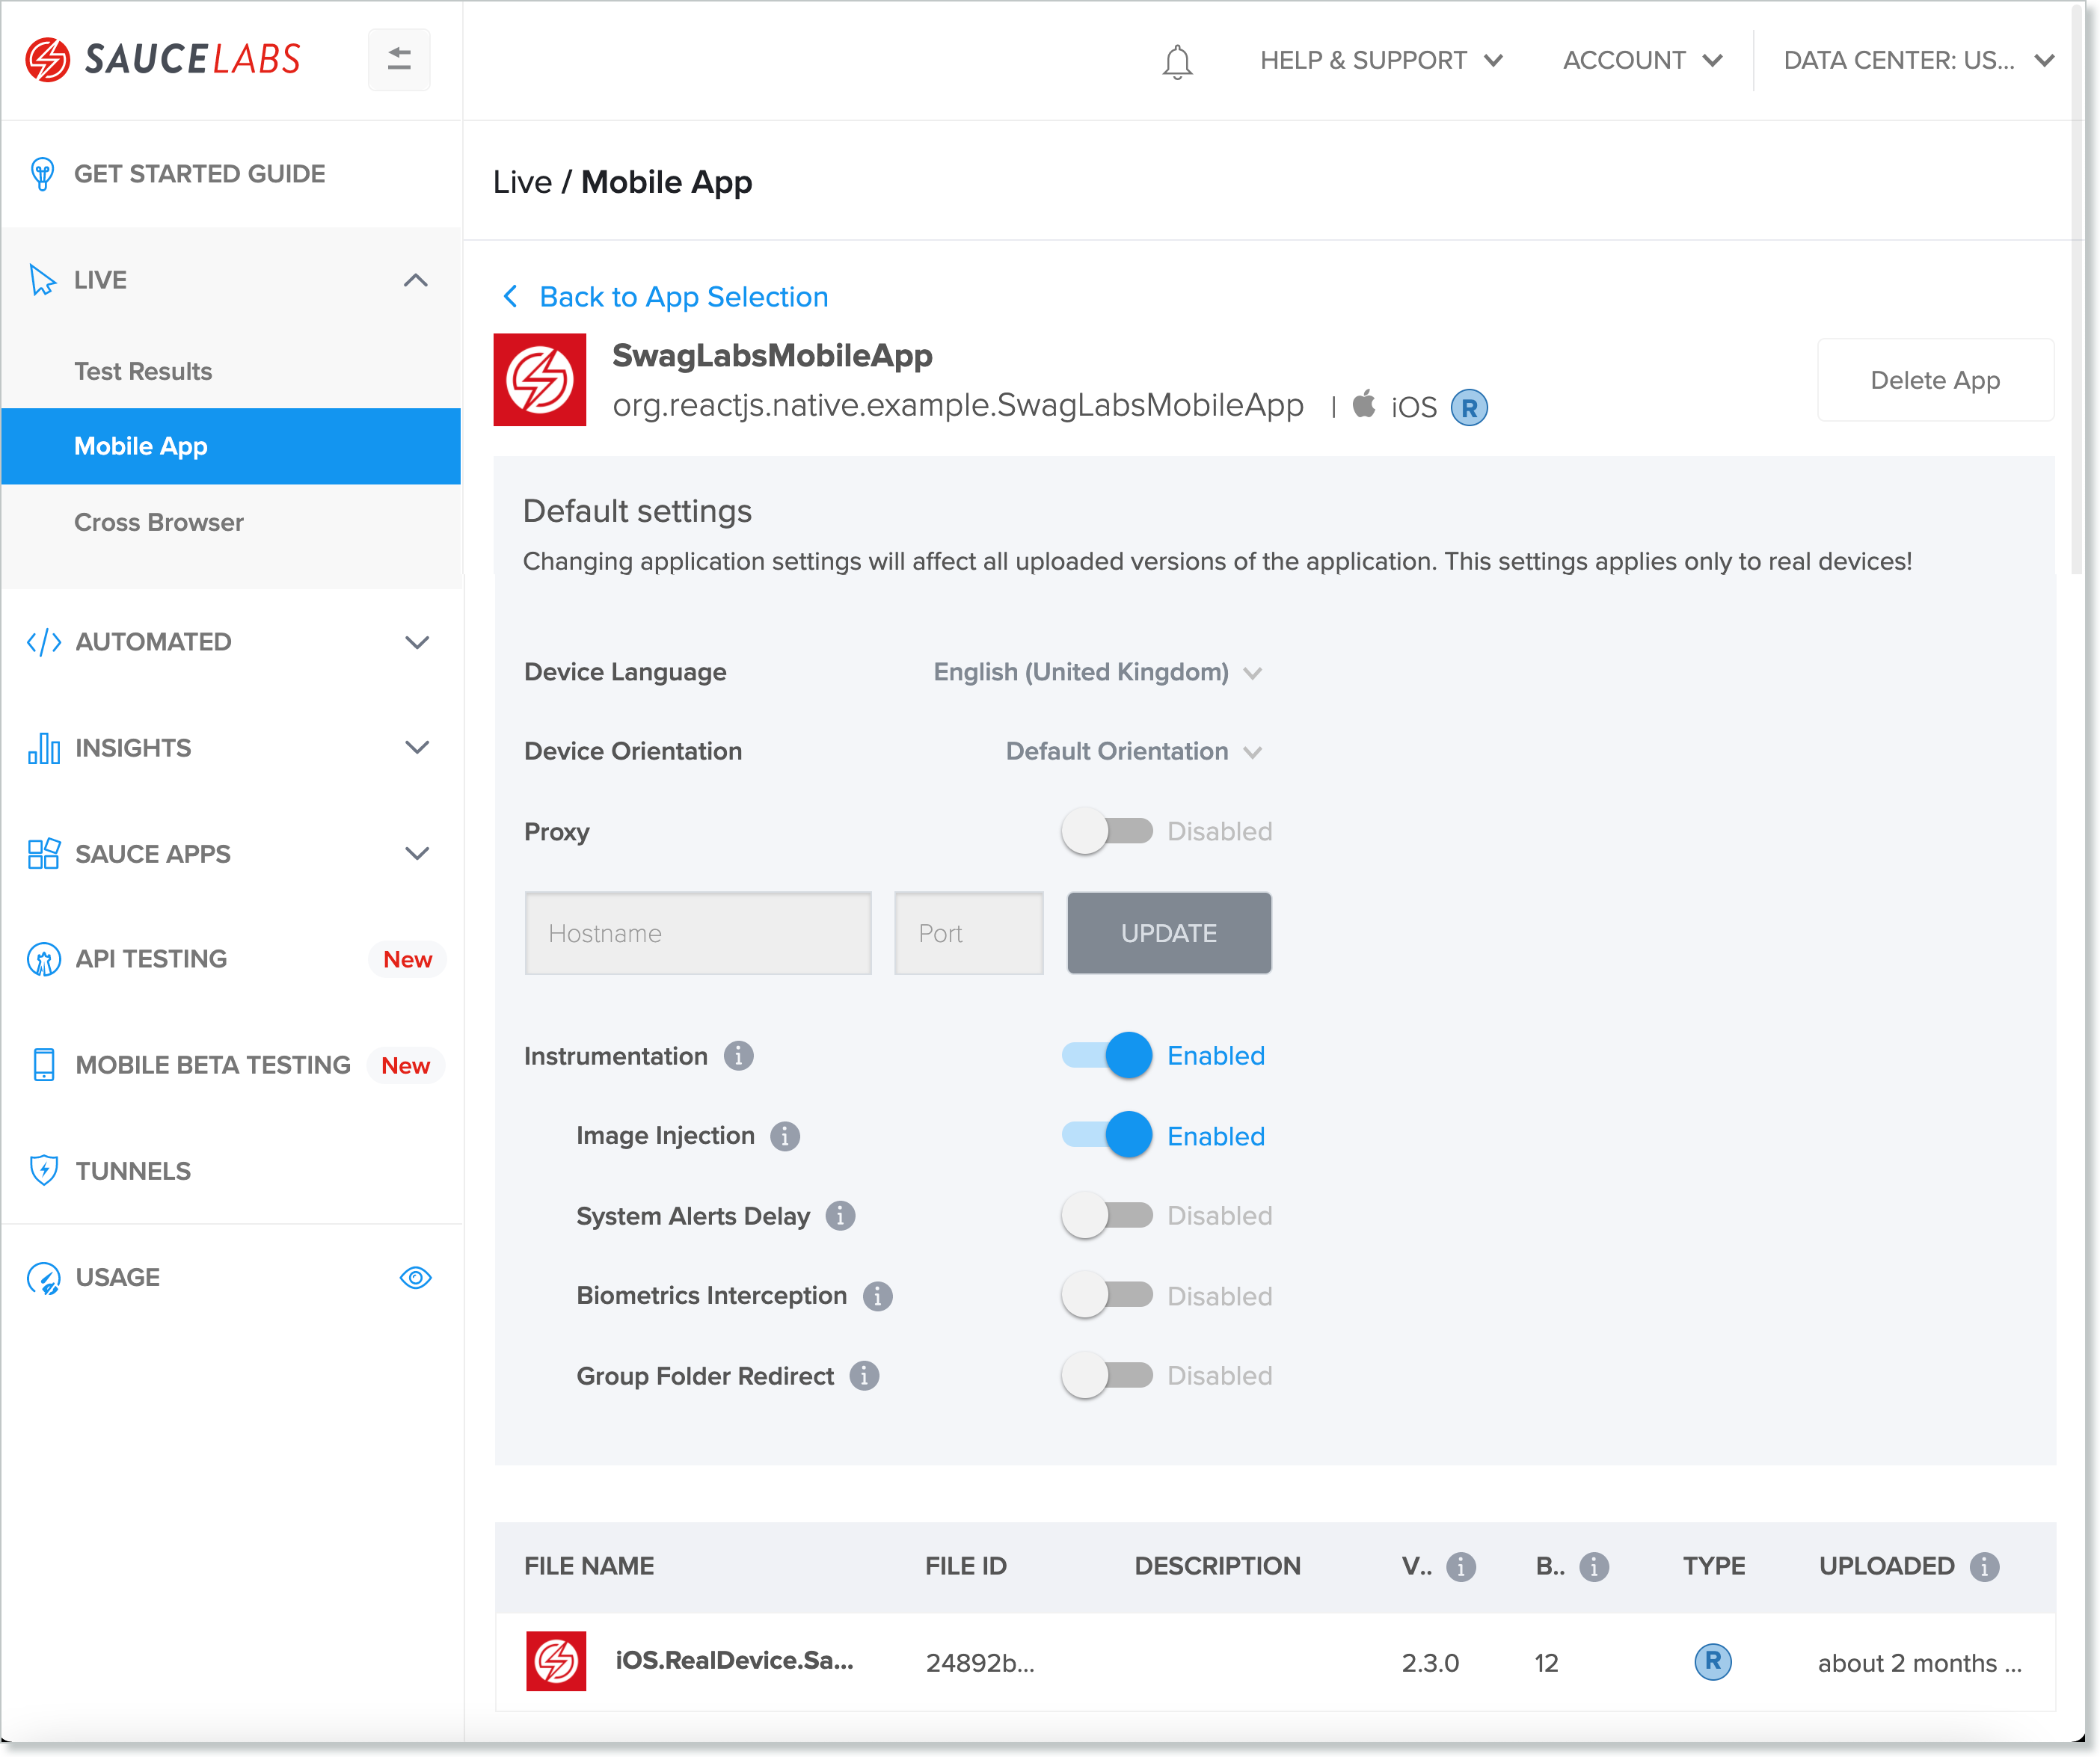 SAUCELABS
HELP & SUPPORT
ACCOUNT
DATA CENTER: US...
GET STARTED GUIDE
LIVE
Test Results
Mobile App
Cross Browser
AUTOMATED
INSIGHTS
SAUCE APPS
API TESTING New
MOBILE BETA TESTING New
TUNNELS
USAGE
Live / Mobile App
Back to App Selection
SwagLabsMobileApp
org.reactjs.native.example.SwagLabsMobileApp | iOS R
Delete App
Default settings
Changing application settings will affect all uploaded versions of the application. This settings applies only to real devices!
Device Language English (United Kingdom)
Device Orientation Default Orientation
Proxy Disabled
Hostname Port UPDATE
Instrumentation i Enabled
Image Injection i Enabled
System Alerts Delay i Disabled
Biometrics Interception i Disabled
Group Folder Redirect i Disabled
FILE NAME FILE ID DESCRIPTION V.. i B.. i TYPE UPLOADED i
iOS.RealDevice.Sa... 24892b... 2.3.0 12 R about 2 months ...